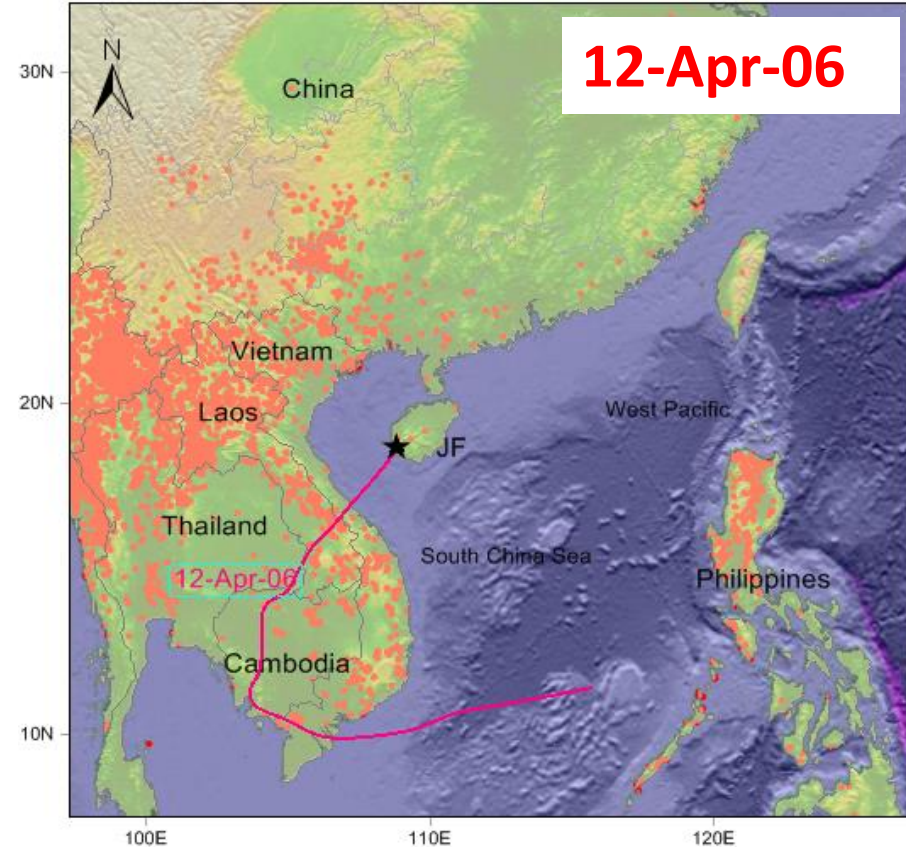 12-Apr-06
N
30N
China
Vietnam
20N
Laos
West Pacific
JF
Thailand
South China Sea
12-Apr-06
Philippines
Cambodia
10N
100E
110E
120E